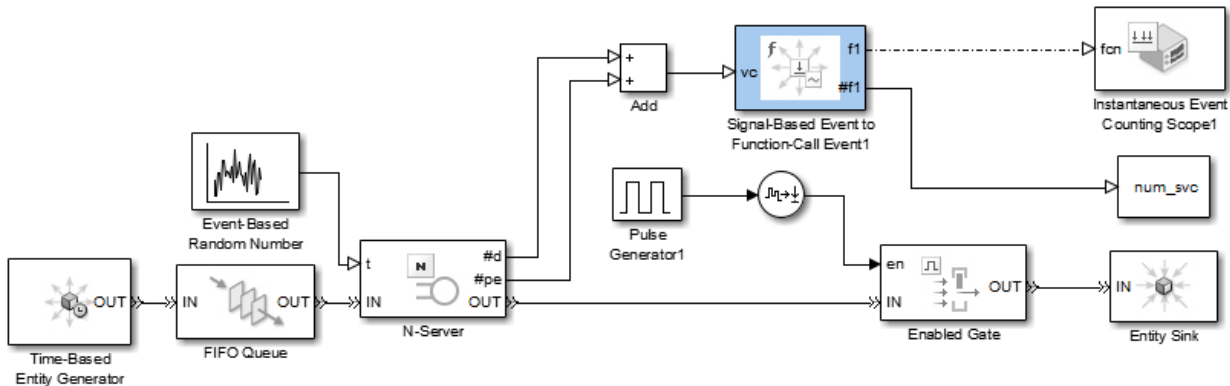 f1
fcn
vc
#f1
+
+
Add
Signal-Based Event to
Function-Call Event1
Instantaneous Event
Counting Scope1
num_svc
Event-Based
Random Number
Pulse
Generator1
t
#d
#pe
IN
OUT
N
N-Server
en
IN
OUT
Enabled Gate
OUT
Time-Based
Entity Generator
IN
OUT
FIFO Queue
IN
Entity Sink